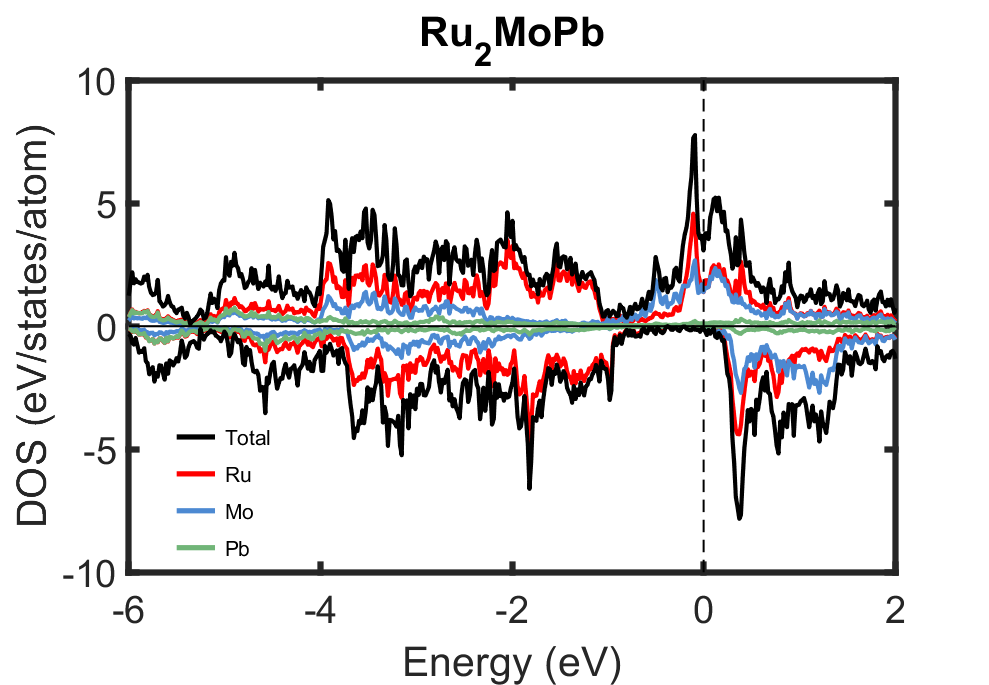 Ru2MoPb
DOS (eV/states/atom)
10
5
0
-5
-10
Total
Ru
Mo
Pb
-6 -4 -2 0 2
Energy (eV)